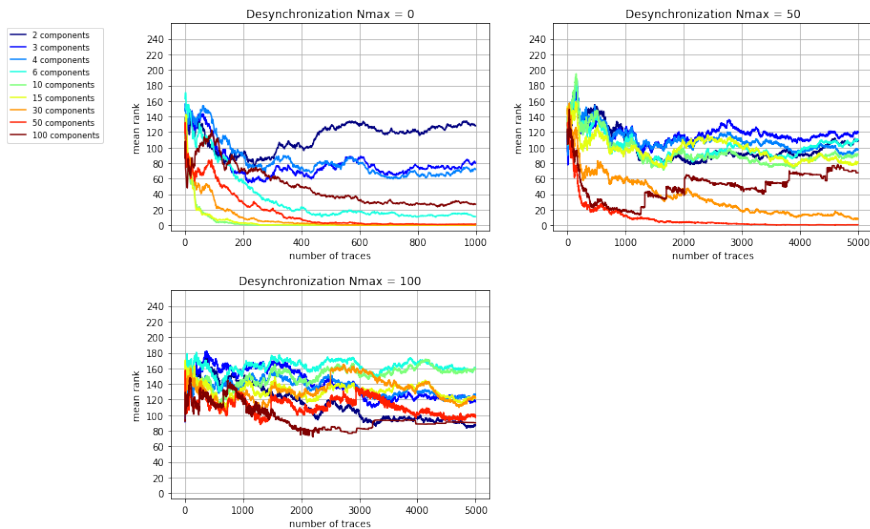 Desynchronization Nmax = 0
Desynchronization Nmax = 50
2 components
3 components
4 components
6 components
10 components
15 components
30 components
50 components
100 components
mean rank
240
220
200
180
160
140
120
100
80
60
40
20
0
0 200 400 600 800 1000
number of traces
mean rank
240
220
200
180
160
140
120
100
80
60
40
20
0
0 1000 2000 3000 4000 5000
number of traces
Desynchronization Nmax = 100
mean rank
240
220
200
180
160
140
120
100
80
60
40
20
0
0 1000 2000 3000 4000 5000
number of traces